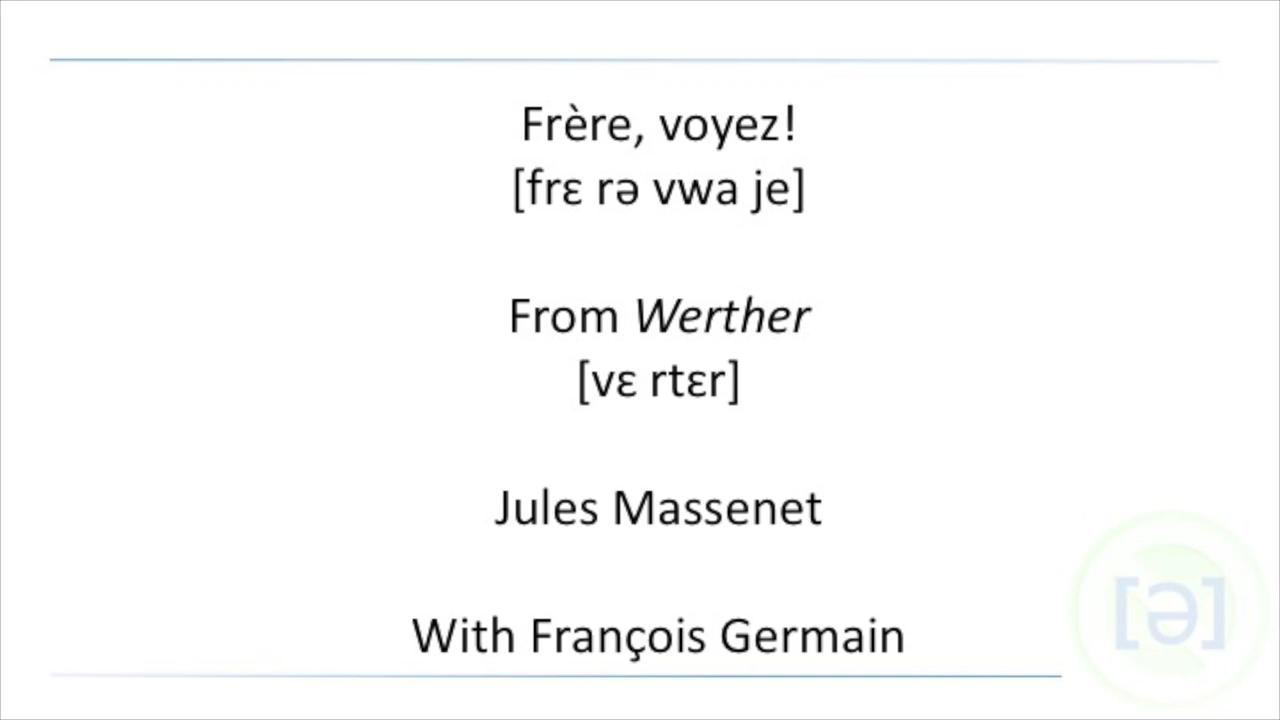 Frère, voyez!
[frɛ rə vwa je]
From Werther
[vɛ rtɛr]
Jules Massenet
With François Germain
[ə]